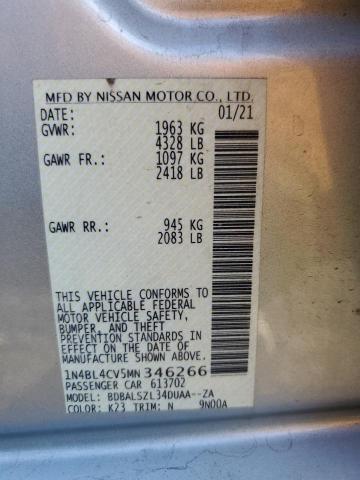 MFD BY NISSAN MOTOR CO., LTD.
DATE: 01/21
GVWR: 1963 KG
4328 LB
GAWR FR: 1097 KG
2418 LB
GAWR RR: 945 KG
2083 LB
THIS VEHICLE CONFORMS TO
ALL APPLICABLE FEDERAL
MOTOR VEHICLE SAFETY,
BUMPER, AND THEFT
PREVENTION STANDARDS IN
EFFECT ON THE DATE OF
MANUFACTURE SHOWN ABOVE.
1N4BL4CV5MN346266
PASSENGER CAR 613702
MODEL: BDBALSZL34DUAA--ZA
COLOR: K23 TRIM: N 9N00A